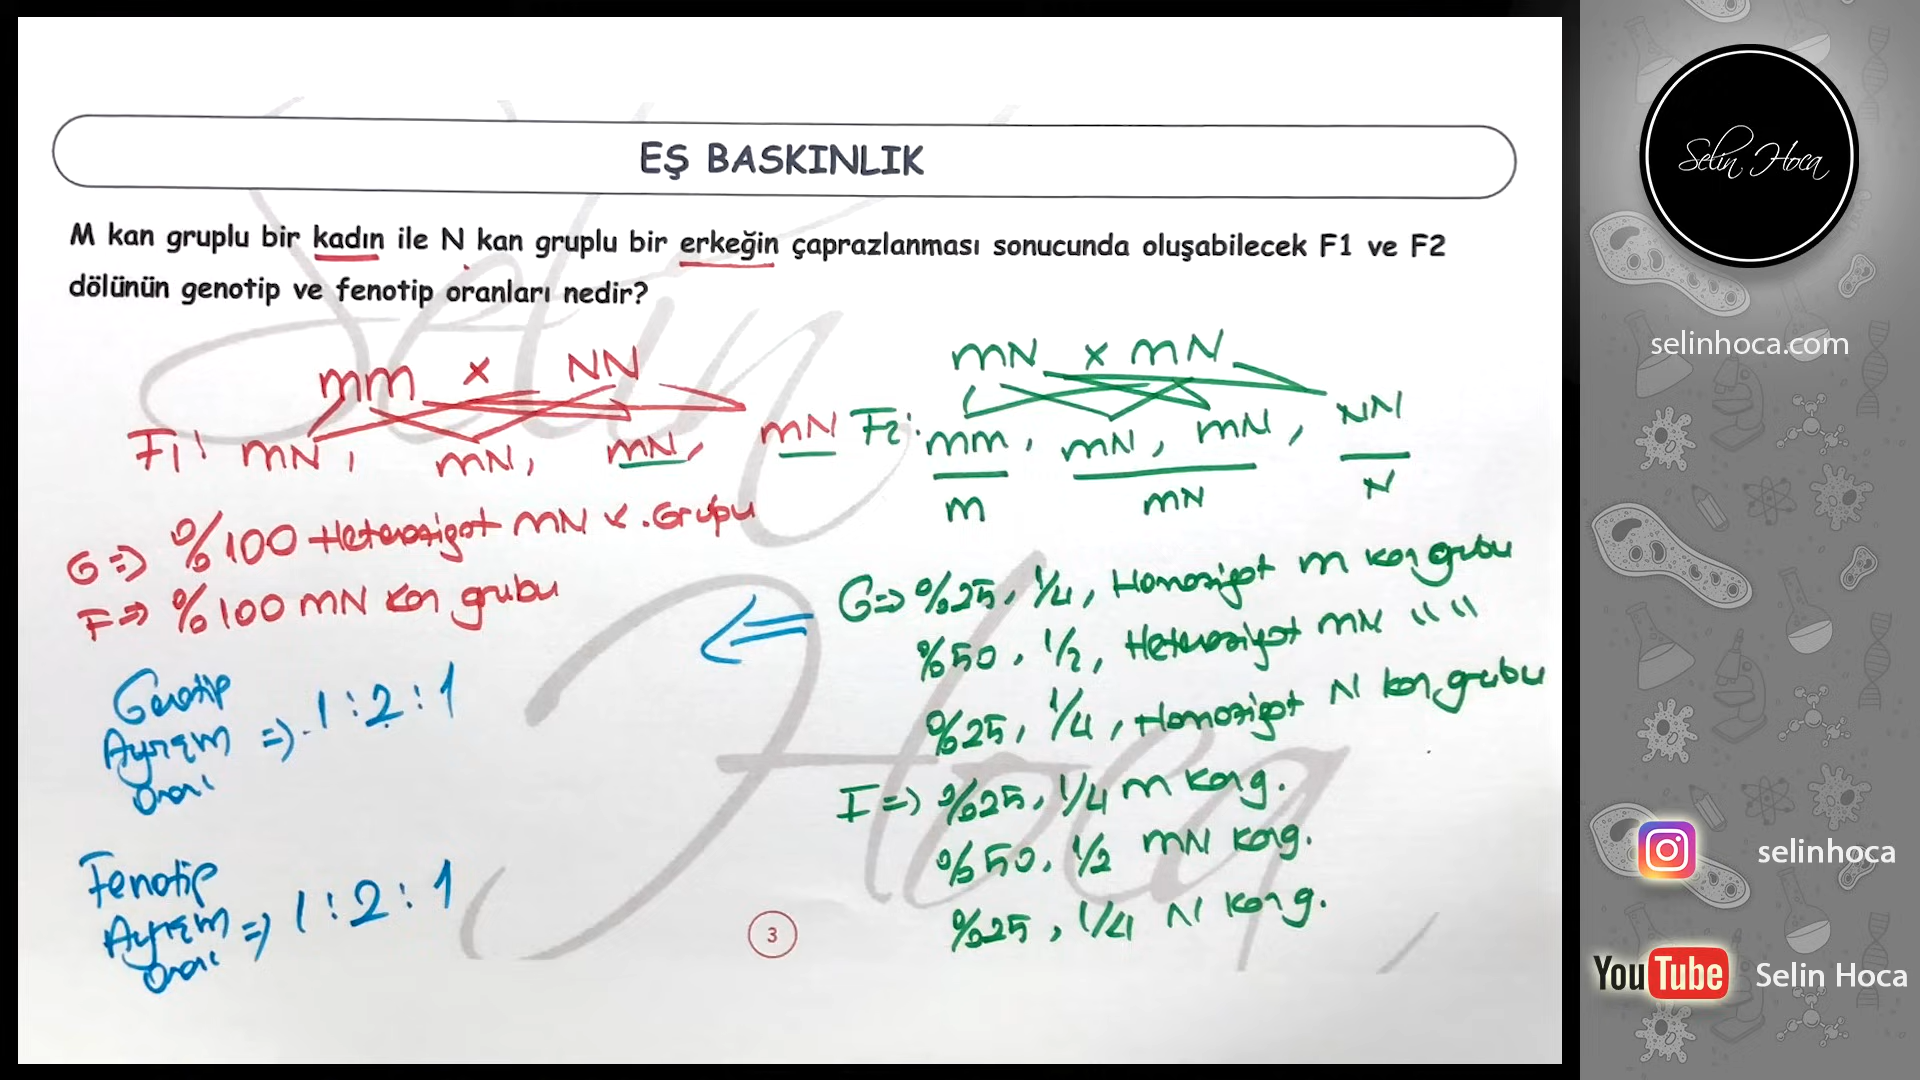 EŞ BASKINLIK
M kan gruplu bir kadın ile N kan gruplu bir erkeğin çaprazlanması sonucunda oluşabilecek F1 ve F2
dölünün genotip ve fenotip oranları nedir?
mm x NN
F1: mN, mN, mN, mN
G => %100 Heterozigot mN k.Grubu
F => %100 mN kan grubu
Genotip
Ayrışım => 1 : 2 : 1
Oranı
Fenotip
Ayrışım => 1 : 2 : 1
Oranı
mN x mN
F2: mm, mN, mN, NN
m mN N
G => %25, 1/4, Homozigot m kan grubu
%50, 1/2, Heterozigot mN " "
%25, 1/4, Homozigot N kan grubu
F => %25, 1/4 m kan g.
%50, 1/2 mN kan g.
%25, 1/4 N kan g.
3
Selin Hoca
Selin Hoca
selinhoca.com
selinhoca
YouTube Selin Hoca